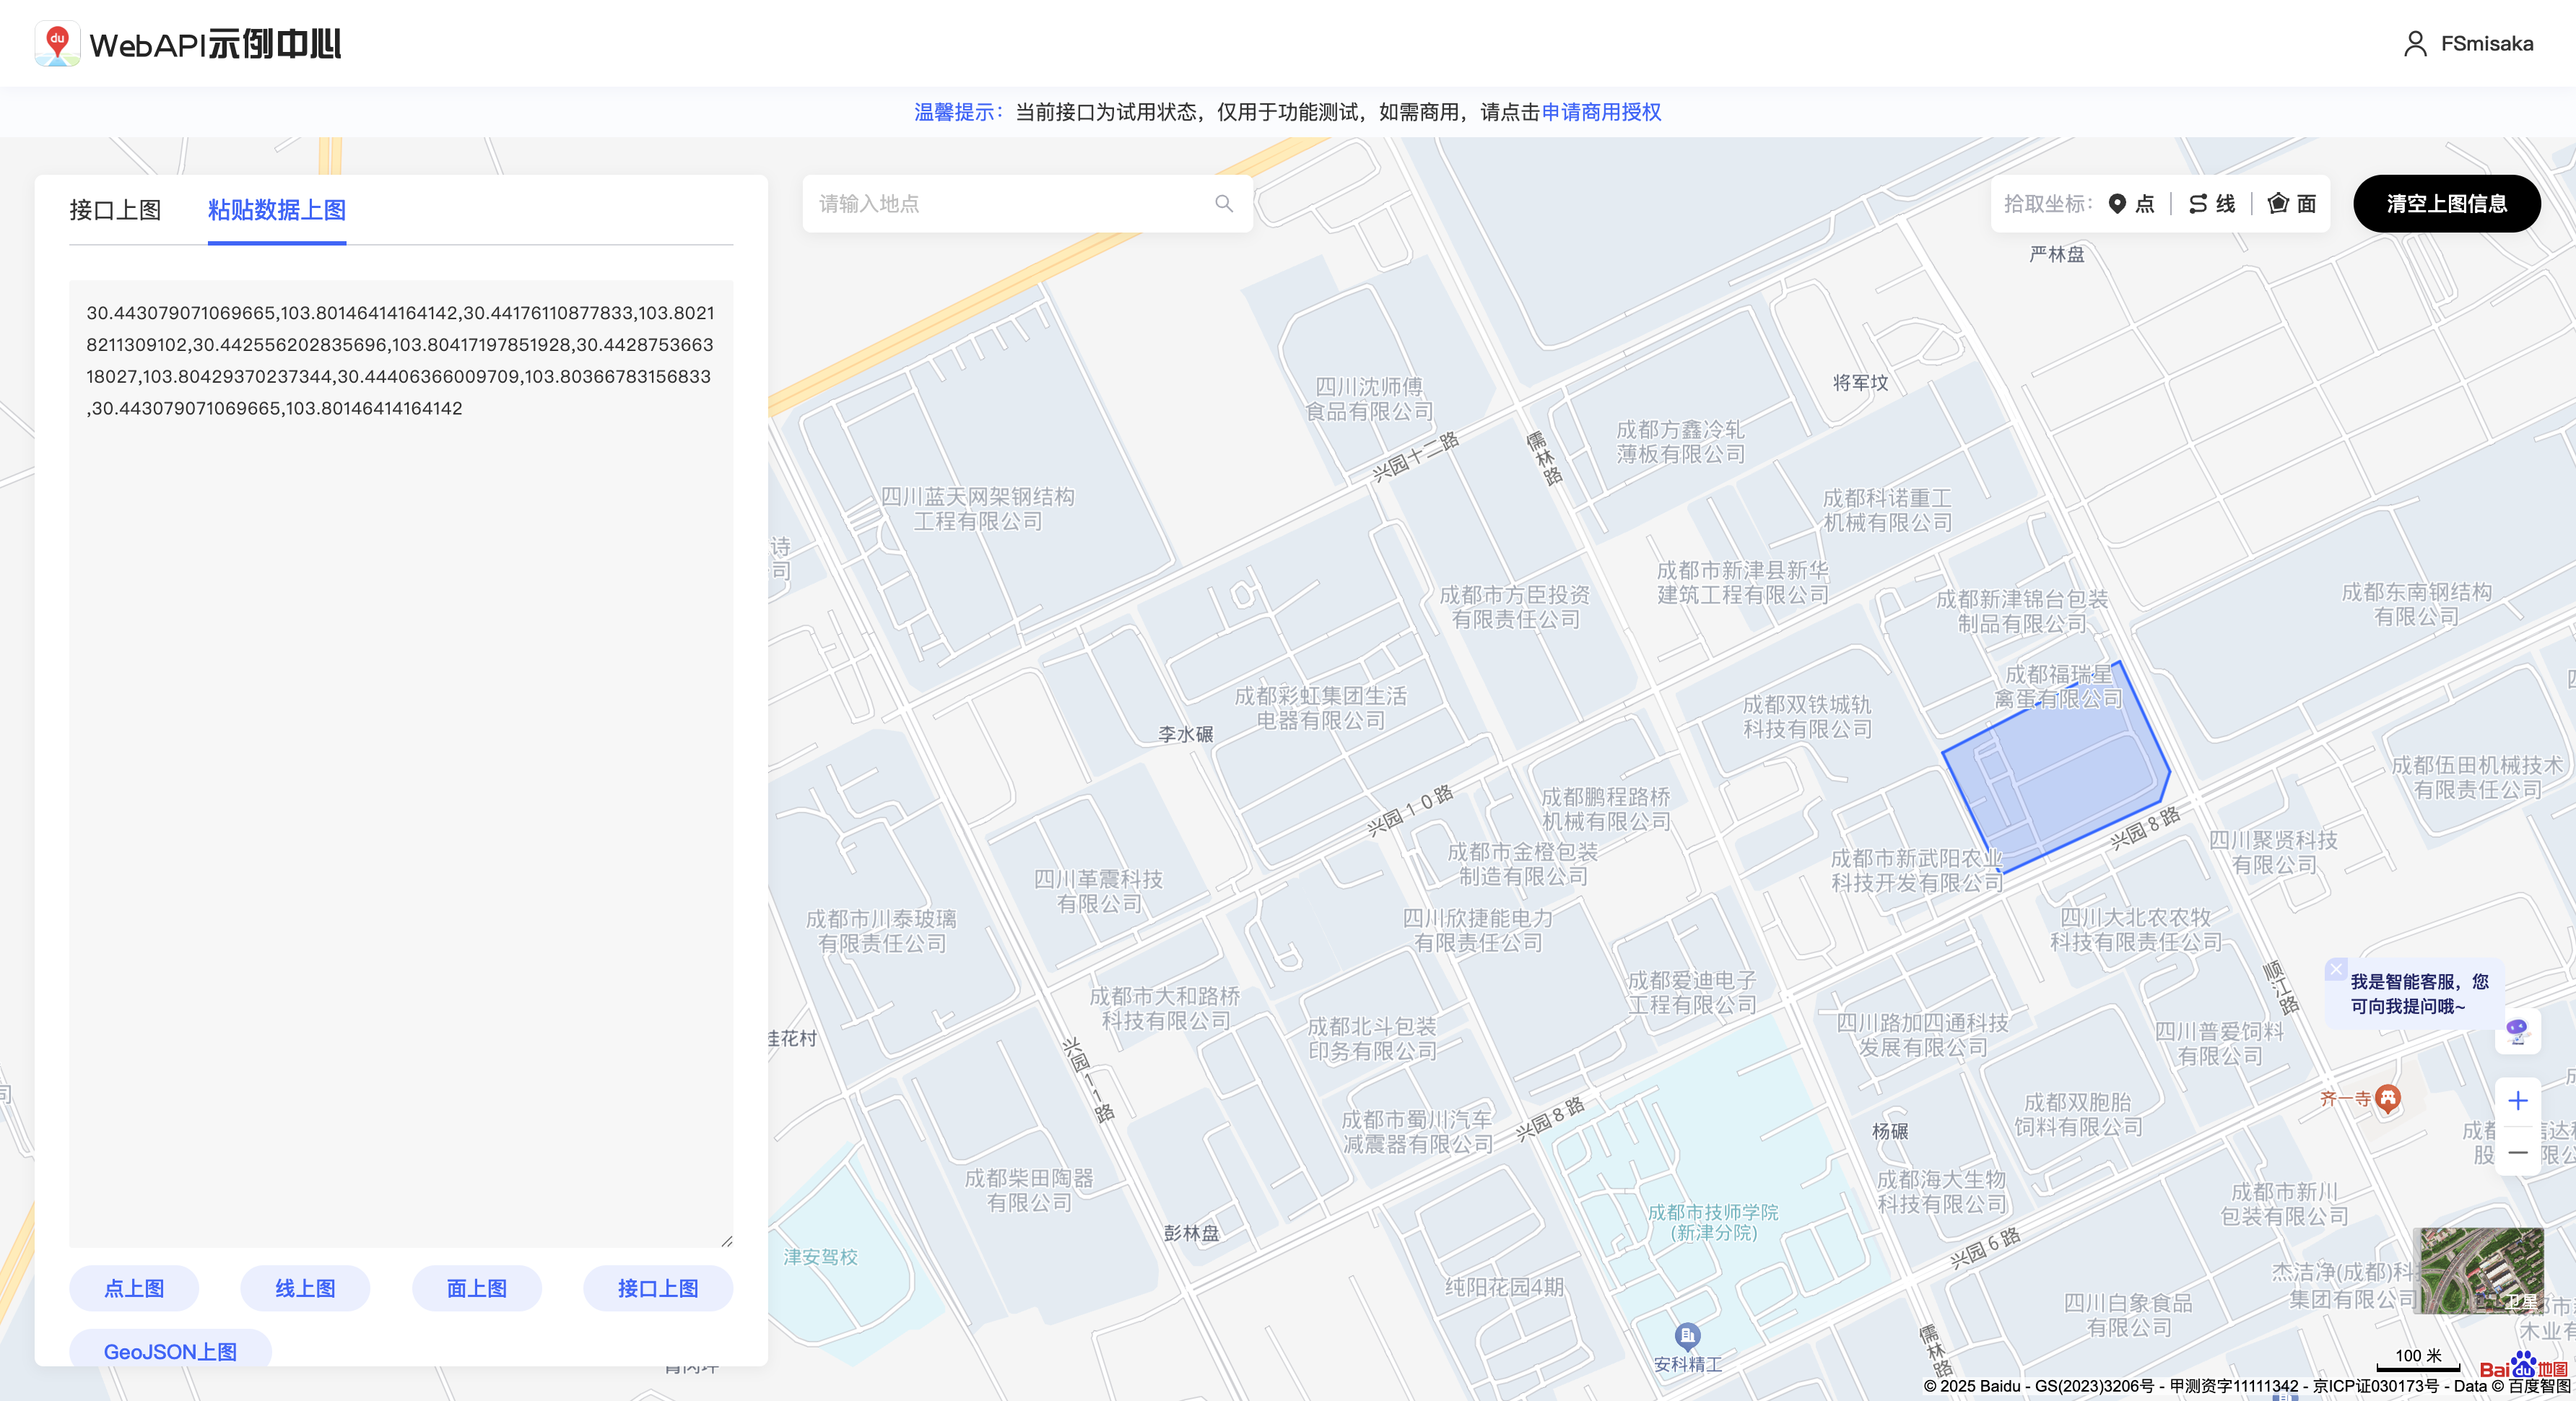 du WebAPI示例中心
FSmisaka
温馨提示：当前接口为试用状态，仅用于功能测试，如需商用，请点击申请商用授权
接口上图
粘贴数据上图
请输入地点
拾取坐标：
点
线
面
清空上图信息
30.443079071069665,103.80146414164142,30.44176110877833,103.8021
8211309102,30.442556202835696,103.80417197851928,30.4428753663
18027,103.80429370237344,30.44406366009709,103.80366783156833
,30.443079071069665,103.80146414164142
点上图
线上图
面上图
接口上图
GeoJSON上图
严林盘
将军坟
四川沈师傅
食品有限公司
兴园十二路
儒林路
成都方鑫冷轧
薄板有限公司
四川蓝天网架钢结构
工程有限公司
成都科诺重工
机械有限公司
诗
司
成都市方臣投资
有限责任公司
成都市新津县新华
建筑工程有限公司
成都新津锦台包装
制品有限公司
成都东南钢结构
有限公司
成都福瑞星
禽蛋有限公司
成都彩虹集团生活
电器有限公司
李水碾
成都双铁城轨
科技有限公司
成都伍田机械技术
有限责任公司
兴园10路
成都鹏程路桥
机械有限公司
兴园8路
四川聚贤科技
有限公司
成都市金橙包装
制造有限公司
成都市新武阳农业
科技开发有限公司
四川革震科技
有限公司
成都市川泰玻璃
有限责任公司
四川欣捷能电力
有限责任公司
四川大北农农牧
科技有限责任公司
成都爱迪电子
工程有限公司
顺江路
我是智能客服，您
可向我提问哦~
成都市大和路桥
科技有限公司
桂花村
成都北斗包装
印务有限公司
四川路加四通科技
发展有限公司
四川普爱饲料
有限公司
兴园11路
司
齐一寺
成都市蜀川汽车
减震器有限公司
兴园8路
成都双胞胎
饲料有限公司
杨碾
成都柴田陶器
有限公司
成都海大生物
科技有限公司
成都市新川
包装有限公司
彭林盘
成都市技师学院
(新津分院)
津安驾校
兴园6路
纯阳花园4期
杰洁净(成都)科
集团有限公司
四川白象食品
有限公司
儒林路
安科精工
卫星
木业有
100 米
Bai du 地图
© 2025 Baidu - GS(2023)3206号 - 甲测资字11111342 - 京ICP证030173号 - Data © 百度智图